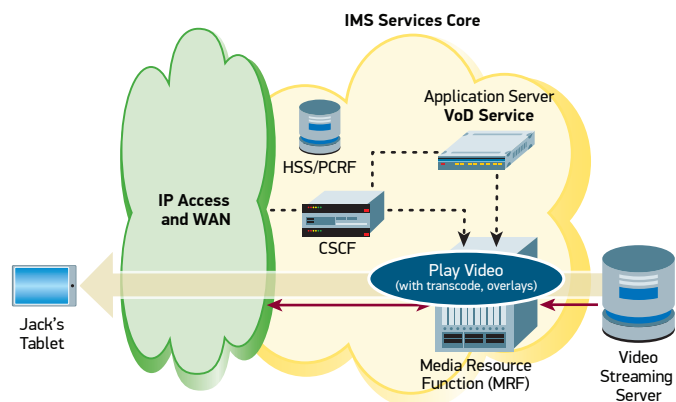 IMS Services Core
Application Server
VoD Service
HSS/PCRF
IP Access
and WAN
CSCF
Play Video
(with transcode, overlays)
Jack's
Tablet
Media Resource
Function (MRF)
Video
Streaming
Server